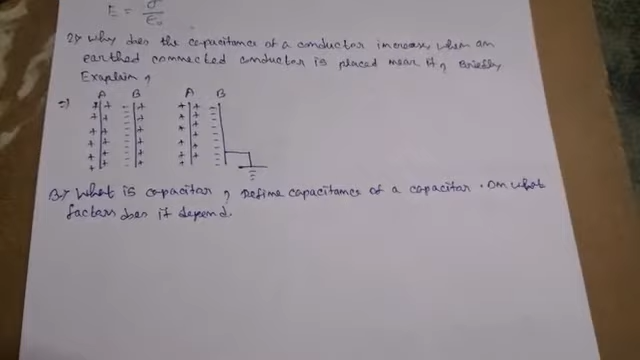 E = σ/ε₀
2) Why does the capacitance of a conductor increase, when an
earthed connected conductor is placed near it, Briefly
Exaplain,
=) A B A B
3) What is capacitor, Define capacitance of a capacitor. On what
factors does it depend.